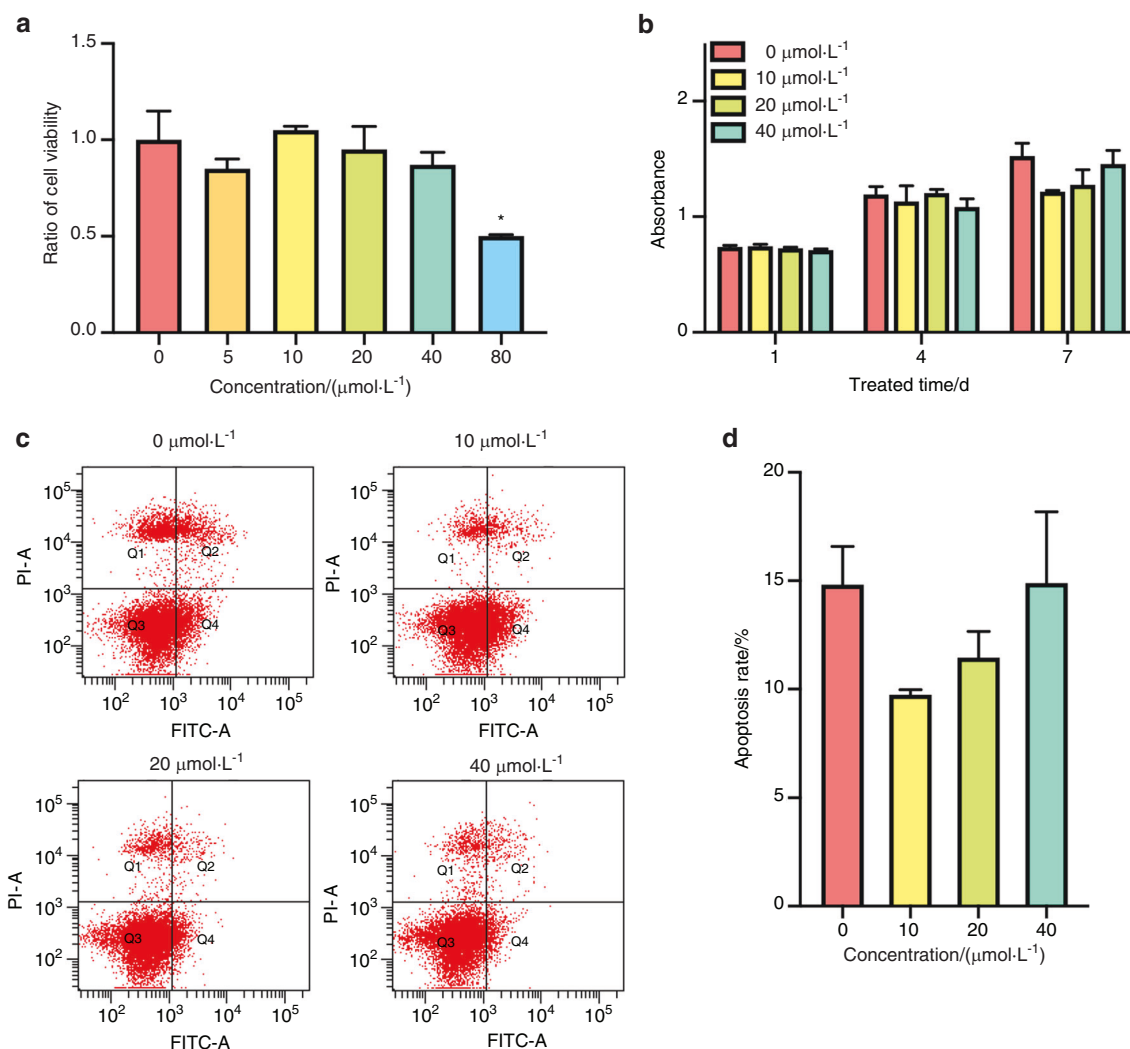 a
Ratio of cell viability
1.5
1.0
0.5
0.0
*
0 5 10 20 40 80
Concentration/(μmol·L⁻¹)
b
0 μmol·L⁻¹
10 μmol·L⁻¹
20 μmol·L⁻¹
40 μmol·L⁻¹
Absorbance
2
1
0
1 4 7
Treated time/d
c
0 μmol·L⁻¹
PI-A
10⁵
10⁴
10³
10²
Q1 Q2
Q3 Q4
10² 10³ 10⁴ 10⁵
FITC-A
10 μmol·L⁻¹
PI-A
10⁵
10⁴
10³
10²
Q1 Q2
Q3 Q4
10² 10³ 10⁴ 10⁵
FITC-A
20 μmol·L⁻¹
PI-A
10⁵
10⁴
10³
10²
Q1 Q2
Q3 Q4
10² 10³ 10⁴ 10⁵
FITC-A
40 μmol·L⁻¹
PI-A
10⁵
10⁴
10³
10²
Q1 Q2
Q3 Q4
10² 10³ 10⁴ 10⁵
FITC-A
d
Apoptosis rate/%
20
15
10
5
0
0 10 20 40
Concentration/(μmol·L⁻¹)